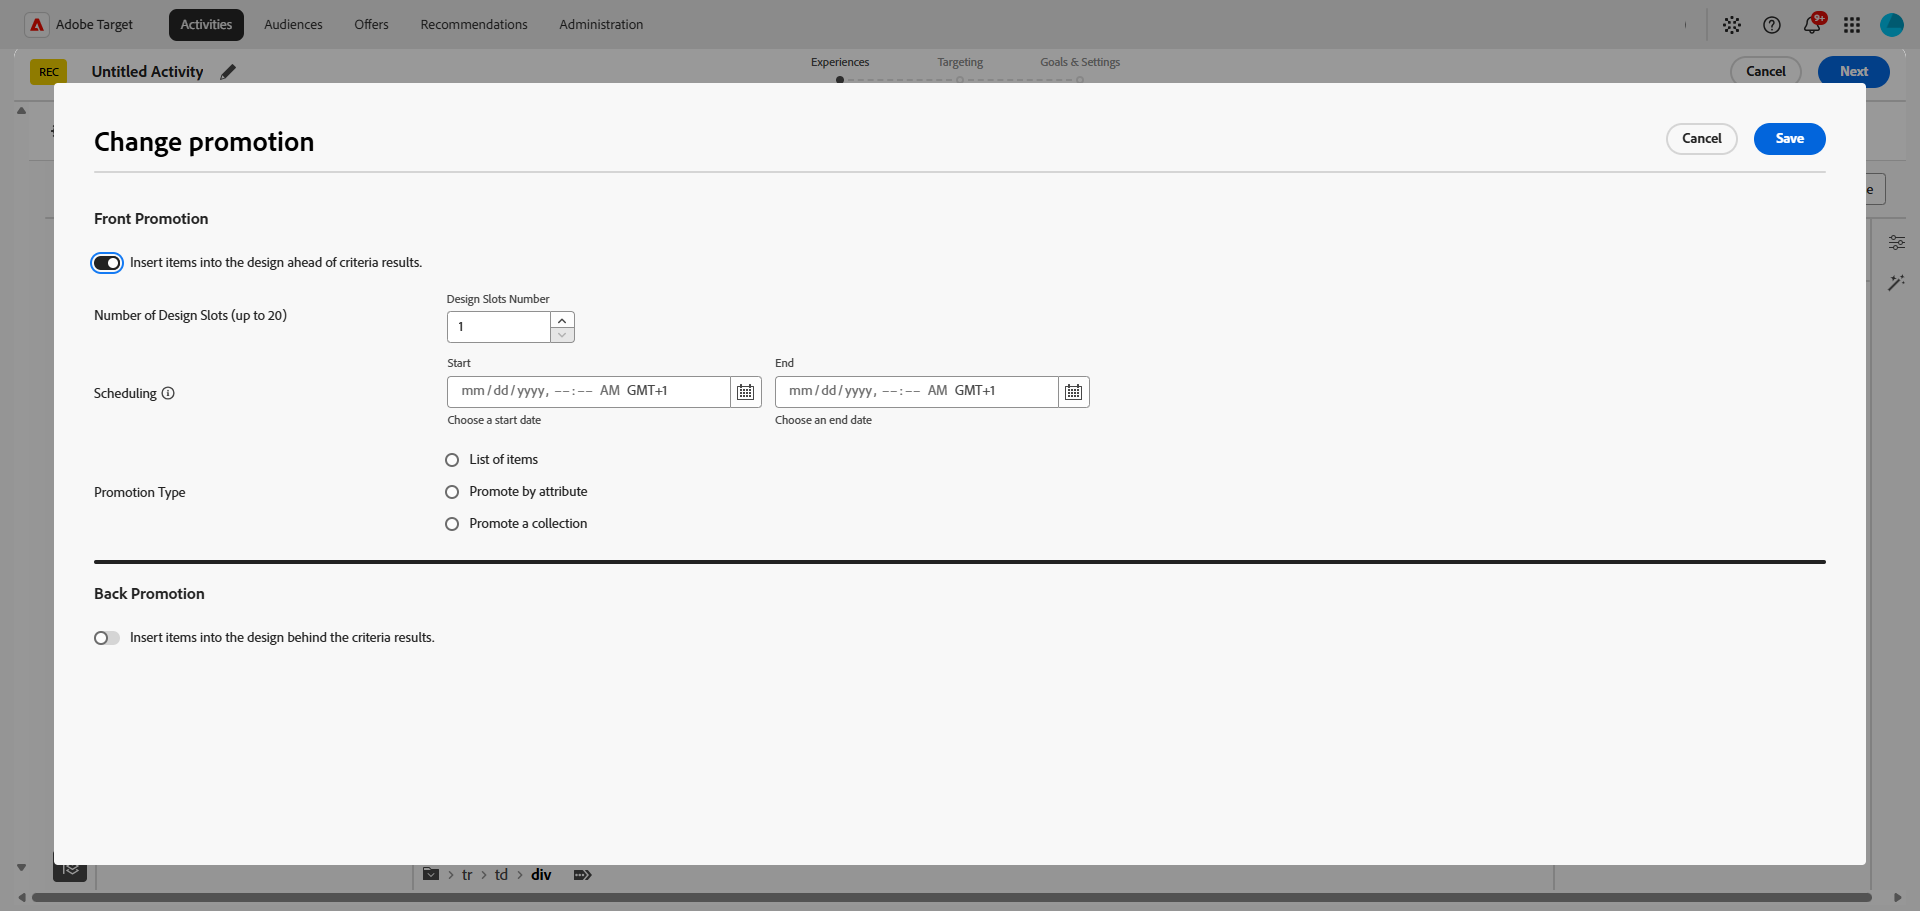 Adobe Target
Activities
Audiences
Offers
Recommendations
Administration
9+
REC
Untitled Activity
Experiences
Targeting
Goals & Settings
Cancel
Next
Change promotion
Cancel
Save
Front Promotion
Insert items into the design ahead of criteria results.
Number of Design Slots (up to 20)
Design Slots Number
1
Scheduling
Start
mm/dd/yyyy, --:-- AM GMT+1
Choose a start date
End
mm/dd/yyyy, --:-- AM GMT+1
Choose an end date
Promotion Type
List of items
Promote by attribute
Promote a collection
Back Promotion
Insert items into the design behind the criteria results.
tr > td > div